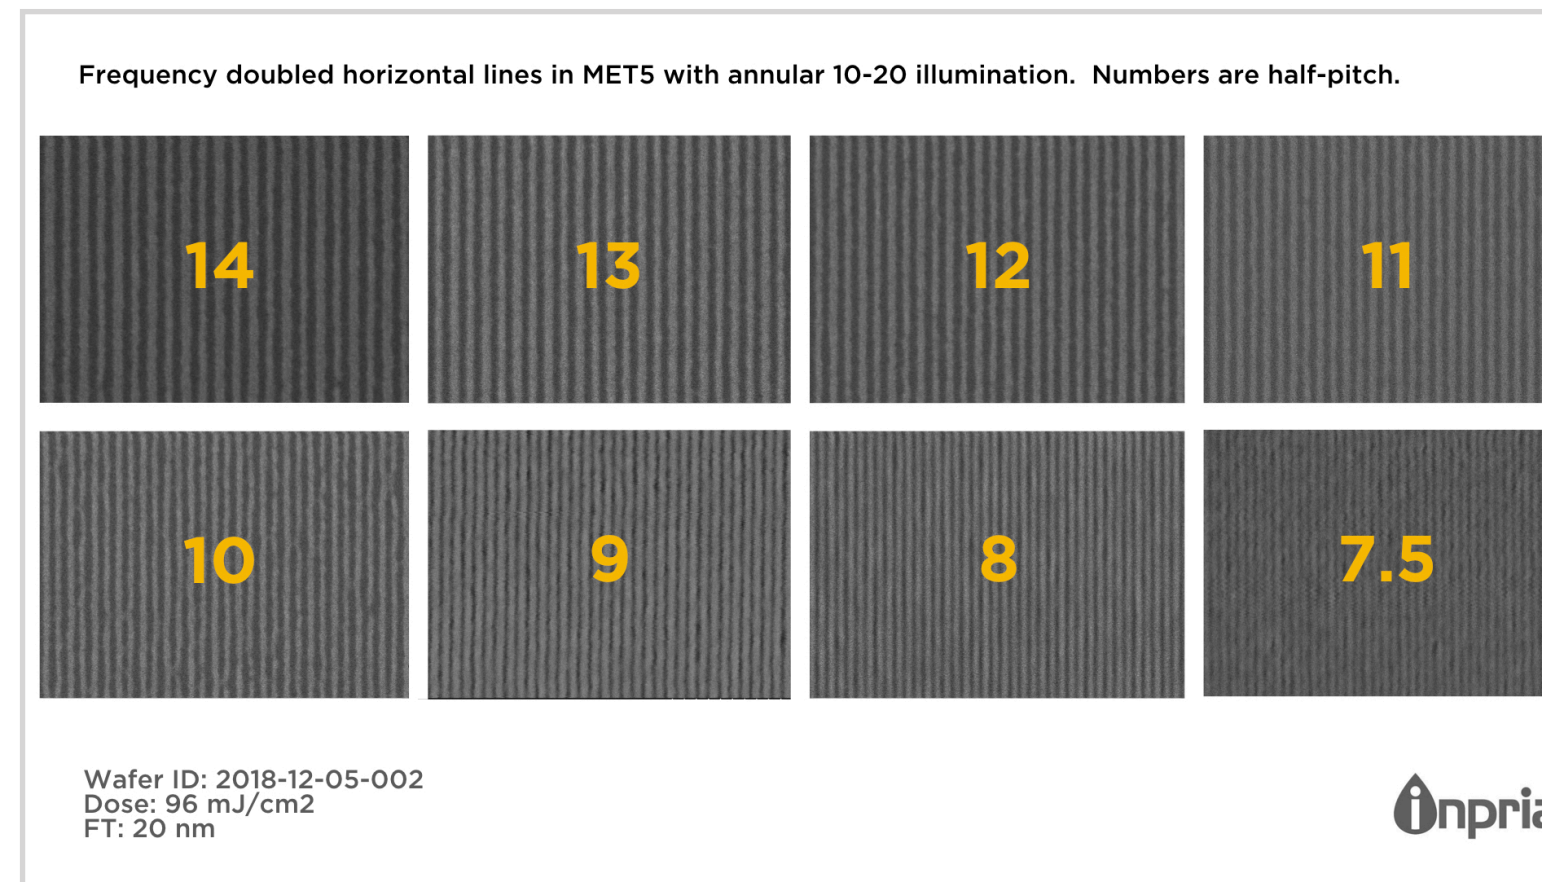 Frequency doubled horizontal lines in MET5 with annular 10-20 illumination.  Numbers are half-pitch.
14
13
12
11
10
9
8
7.5
Wafer ID: 2018-12-05-002
Dose: 96 mJ/cm2
FT: 20 nm
inpria